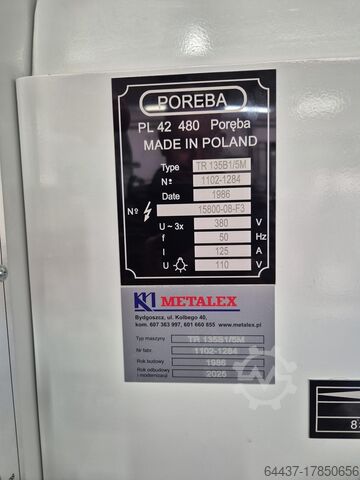 POREBA
PL 42 480 Poręba
MADE IN POLAND
Type TR 135B1/5M
Nº 1102-1284
Date 1986
Nº 15800-08-F3
U ~ 3x 380 V
f 50 Hz
I 125 A
U 110 V
KM METALEX
Bydgoszcz, ul. Kolbego 40,
kom. 607 363 997, 601 660 855 www.metalex.pl
Typ maszyny TR 135B1/5M
Nr fabr. 1102-1284
Rok budowy 1986
Rok odbudowy i modernizacji 2025
8
64437-17850656